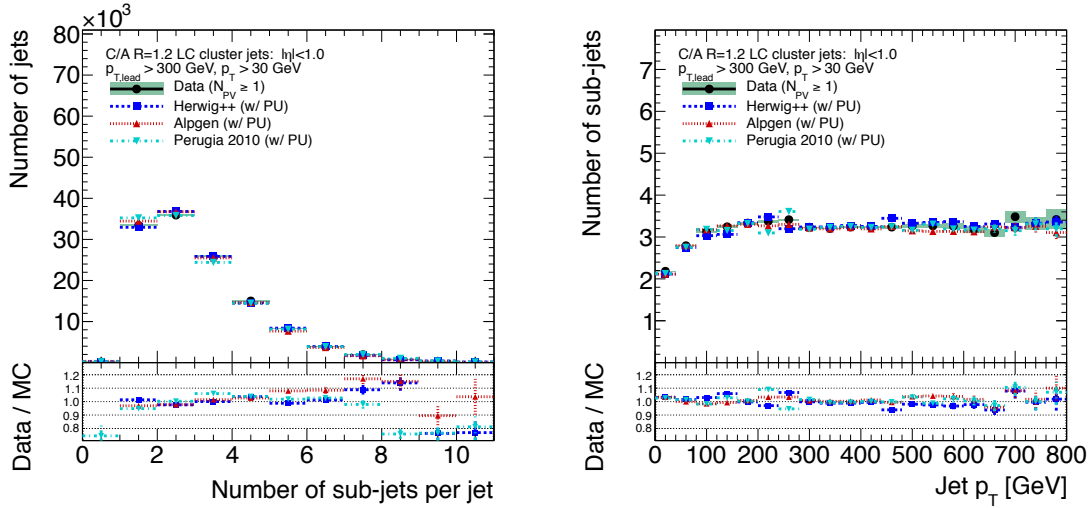 ×10³
Number of jets
80
70
60
50
40
30
20
10
C/A R=1.2 LC cluster jets: |η|<1.0
p_T,lead > 300 GeV, p_T > 30 GeV
Data (N_PV ≥ 1)
Herwig++ (w/ PU)
Alpgen (w/ PU)
Perugia 2010 (w/ PU)
Data / MC
1.2
1.1
1.0
0.9
0.8
0 2 4 6 8 10
Number of sub-jets per jet
Number of sub-jets
7
6
5
4
3
2
1
C/A R=1.2 LC cluster jets: |η|<1.0
p_T,lead > 300 GeV, p_T > 30 GeV
Data (N_PV ≥ 1)
Herwig++ (w/ PU)
Alpgen (w/ PU)
Perugia 2010 (w/ PU)
Data / MC
1.2
1.1
1.0
0.9
0.8
0 100 200 300 400 500 600 700 800
Jet p_T [GeV]